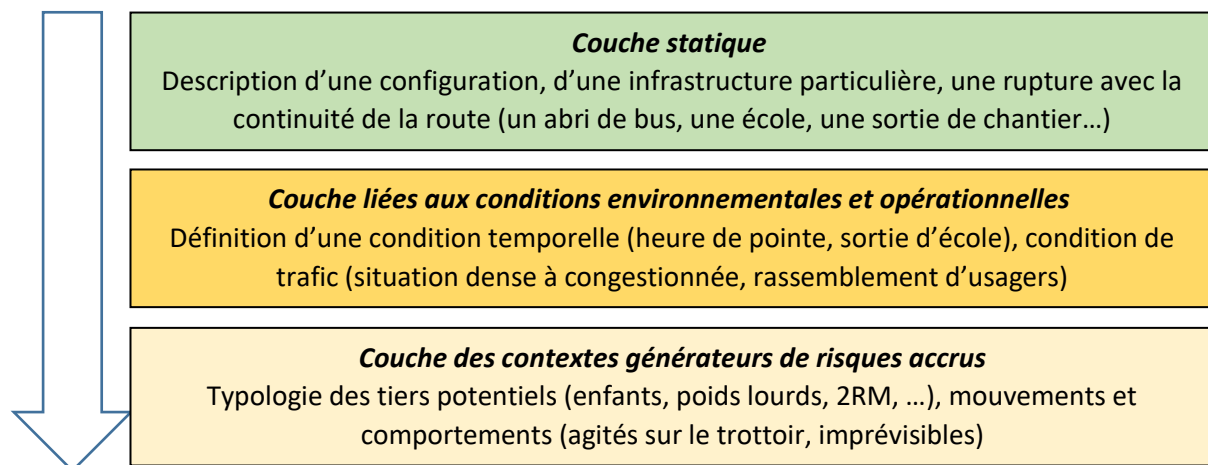 Couche statique
Description d’une configuration, d’une infrastructure particulière, une rupture avec la
continuité de la route (un abri de bus, une école, une sortie de chantier…)
Couche liées aux conditions environnementales et opérationnelles
Définition d’une condition temporelle (heure de pointe, sortie d’école), condition de
trafic (situation dense à congestionnée, rassemblement d’usagers)
Couche des contextes générateurs de risques accrus
Typologie des tiers potentiels (enfants, poids lourds, 2RM, …), mouvements et
comportements (agités sur le trottoir, imprévisibles)